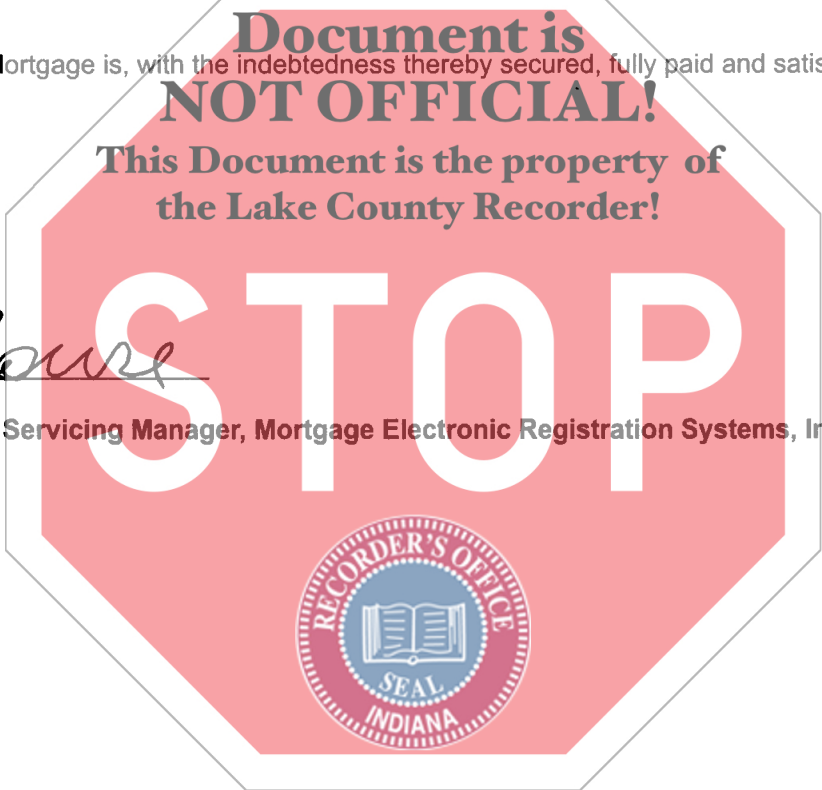 Document is
ortgage is, with the indebtedness thereby secured, fully paid and satis
NOT OFFICIAL!
This Document is the property of
the Lake County Recorder!
STOP
Servicing Manager, Mortgage Electronic Registration Systems, In
RECORDER'S OFFICE
SEAL
INDIANA